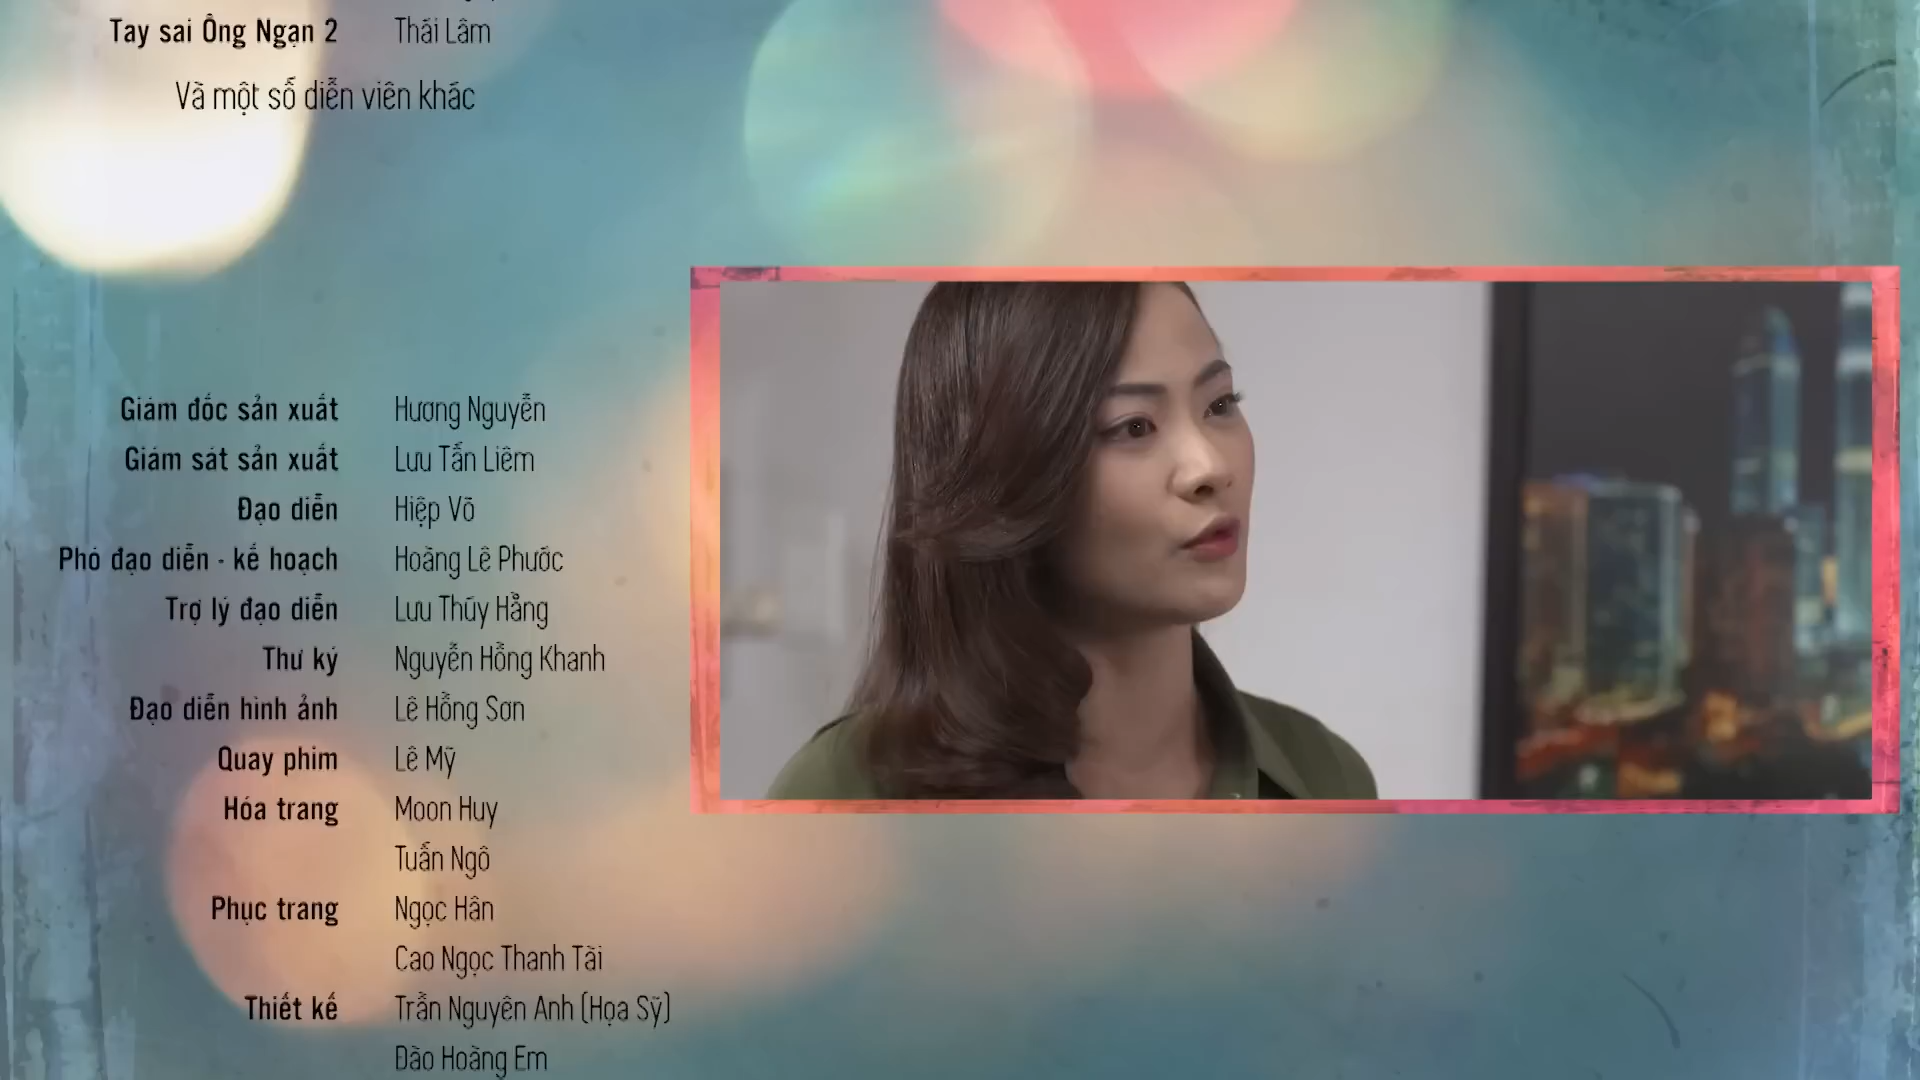 Tay sai Ông Ngạn 2 Thái Lâm
Và một số diễn viên khác
Giám đốc sản xuất Hương Nguyễn
Giám sát sản xuất Lưu Tấn Liêm
Đạo diễn Hiệp Võ
Phó đạo diễn - kế hoạch Hoàng Lê Phước
Trợ lý đạo diễn Lưu Thúy Hằng
Thư ký Nguyễn Hồng Khanh
Đạo diễn hình ảnh Lê Hồng Sơn
Quay phim Lê Mỹ
Hóa trang Moon Huy
Tuấn Ngô
Phục trang Ngọc Hân
Cao Ngọc Thanh Tài
Thiết kế Trần Nguyên Anh (Họa Sỹ)
Đào Hoàng Em